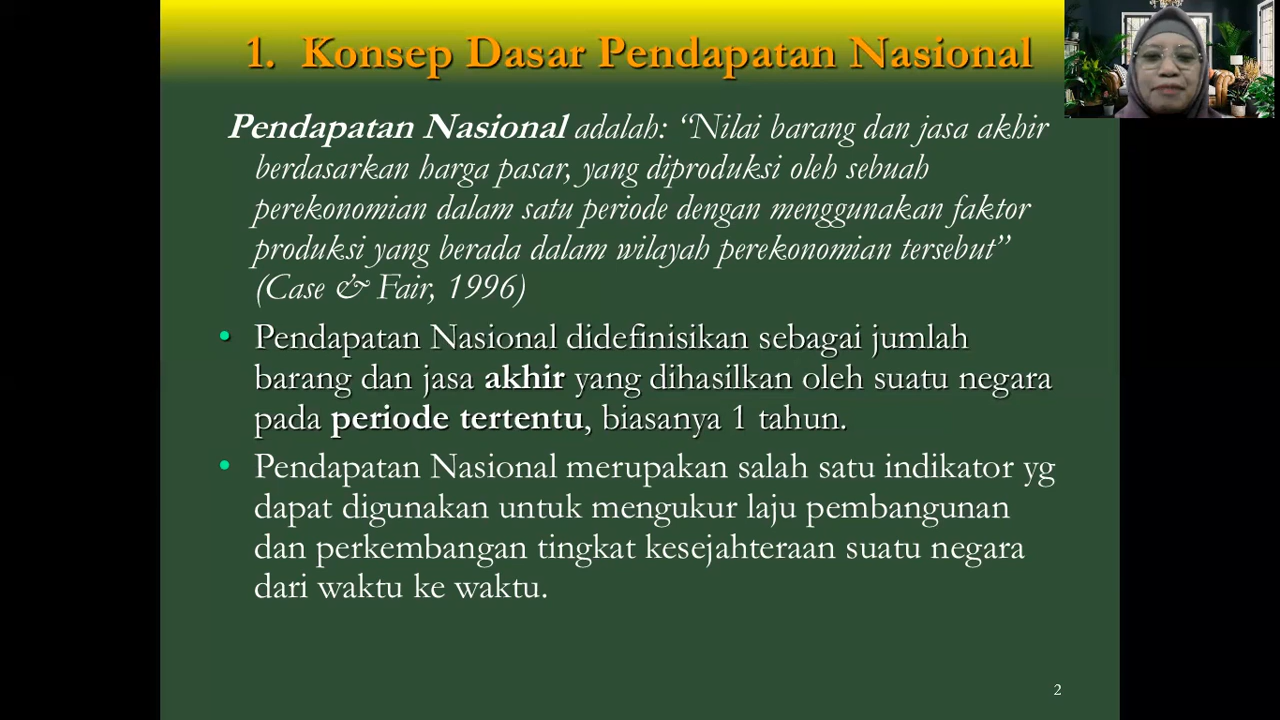 1. Konsep Dasar Pendapatan Nasional
Pendapatan Nasional adalah: “Nilai barang dan jasa akhir
berdasarkan harga pasar, yang diproduksi oleh sebuah
perekonomian dalam satu periode dengan menggunakan faktor
produksi yang berada dalam wilayah perekonomian tersebut”
(Case & Fair, 1996)
• Pendapatan Nasional didefinisikan sebagai jumlah
barang dan jasa akhir yang dihasilkan oleh suatu negara
pada periode tertentu, biasanya 1 tahun.
• Pendapatan Nasional merupakan salah satu indikator yg
dapat digunakan untuk mengukur laju pembangunan
dan perkembangan tingkat kesejahteraan suatu negara
dari waktu ke waktu.
2